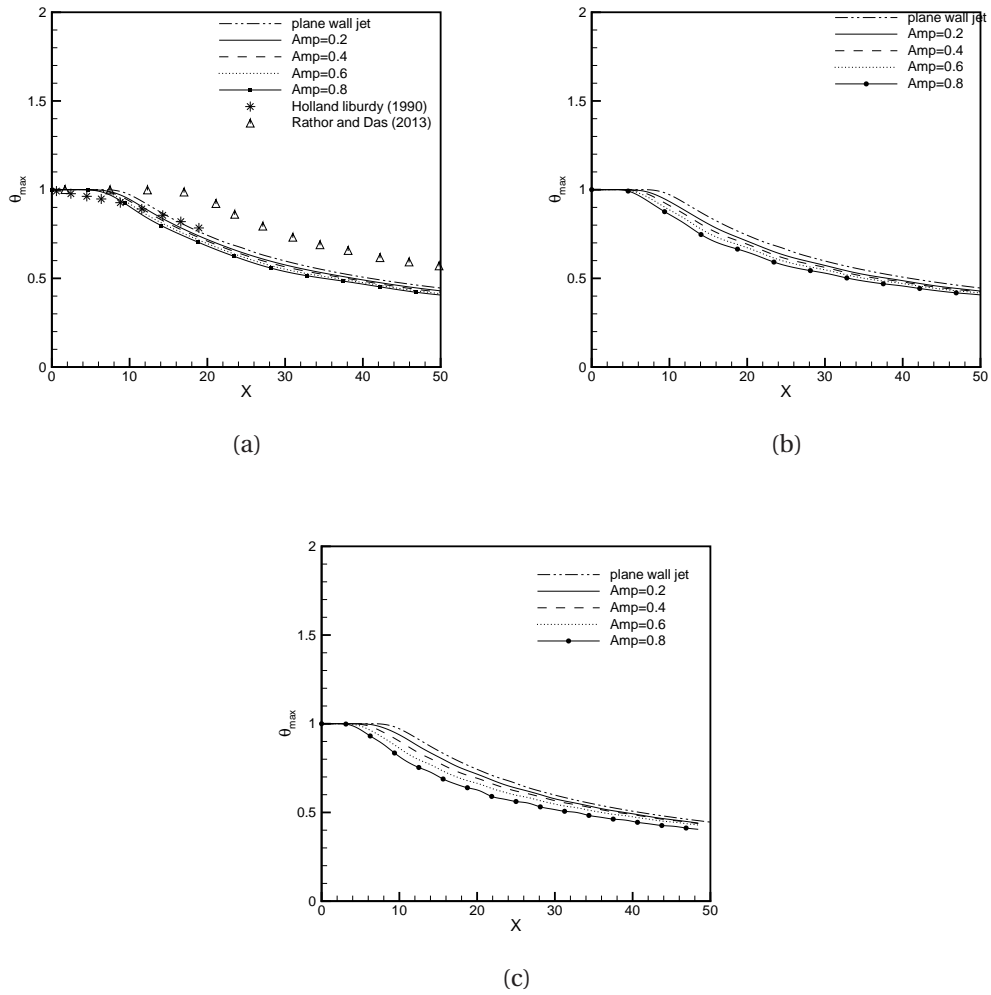 plane wall jet
Amp=0.2
Amp=0.4
Amp=0.6
Amp=0.8
Holland liburdy (1990)
Rathor and Das (2013)
2
1.5
1
0.5
0
θmax
0 10 20 30 40 50
X
(a)
plane wall jet
Amp=0.2
Amp=0.4
Amp=0.6
Amp=0.8
2
1.5
1
0.5
0
θmax
0 10 20 30 40 50
X
(b)
plane wall jet
Amp=0.2
Amp=0.4
Amp=0.6
Amp=0.8
2
1.5
1
0.5
0
θmax
0 10 20 30 40 50
X
(c)